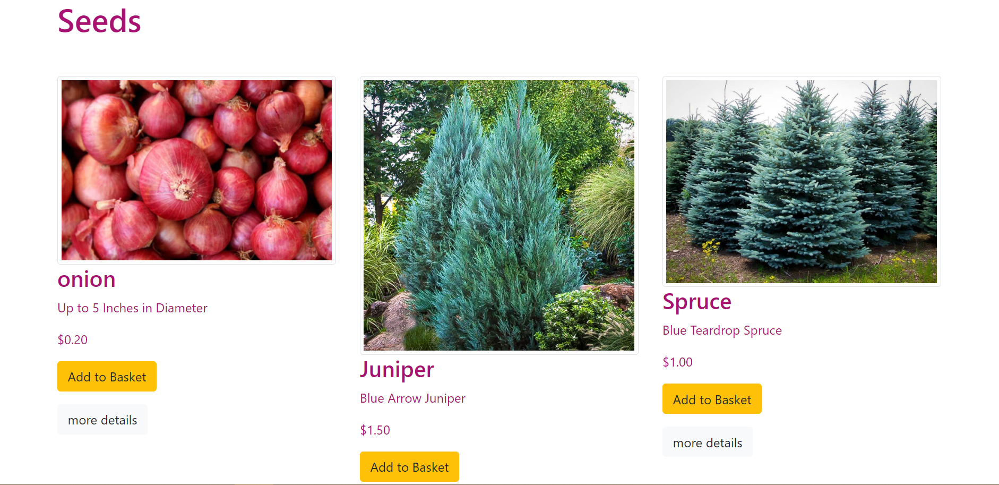 Seeds
onion
Up to 5 Inches in Diameter
$0.20
Add to Basket
more details
Juniper
Blue Arrow Juniper
$1.50
Add to Basket
Spruce
Blue Teardrop Spruce
$1.00
Add to Basket
more details